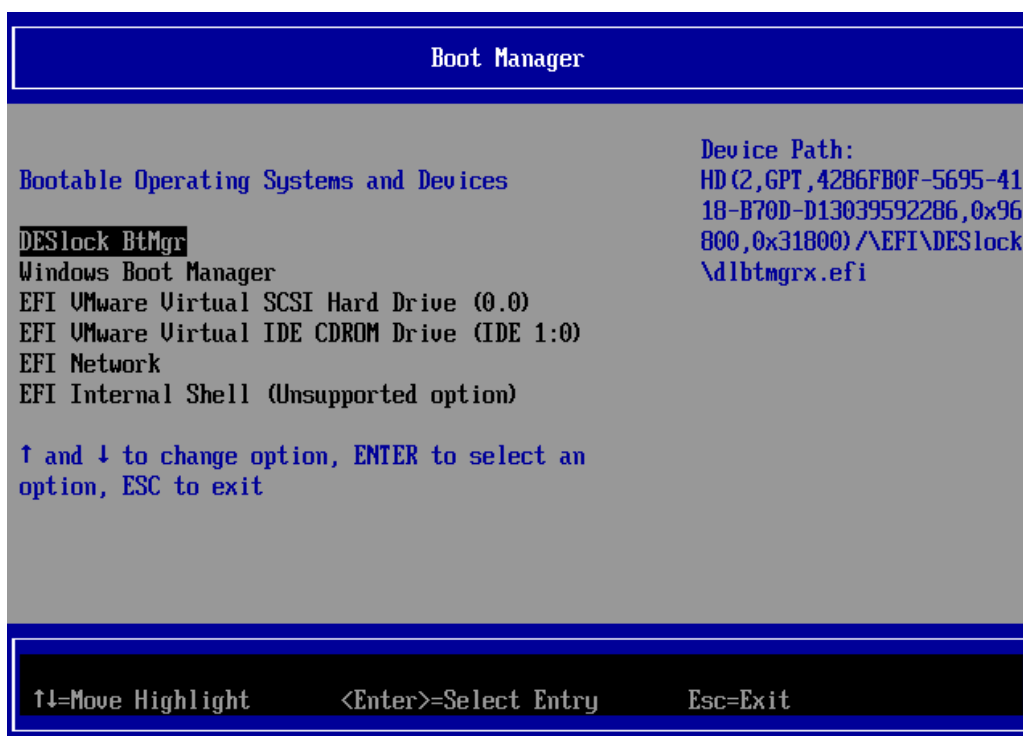 Boot Manager
Bootable Operating Systems and Devices
DESlock BtMgr
Windows Boot Manager
EFI VMware Virtual SCSI Hard Drive (0.0)
EFI VMware Virtual IDE CDROM Drive (IDE 1:0)
EFI Network
EFI Internal Shell (Unsupported option)
↑ and ↓ to change option, ENTER to select an
option, ESC to exit
Device Path:
HD(2,GPT,4286FB0F-5695-41
18-B70D-D13039592286,0x96
800,0x31800)/\EFI\DESlock
\dlbtmgrx.efi
↑↓=Move Highlight <Enter>=Select Entry Esc=Exit